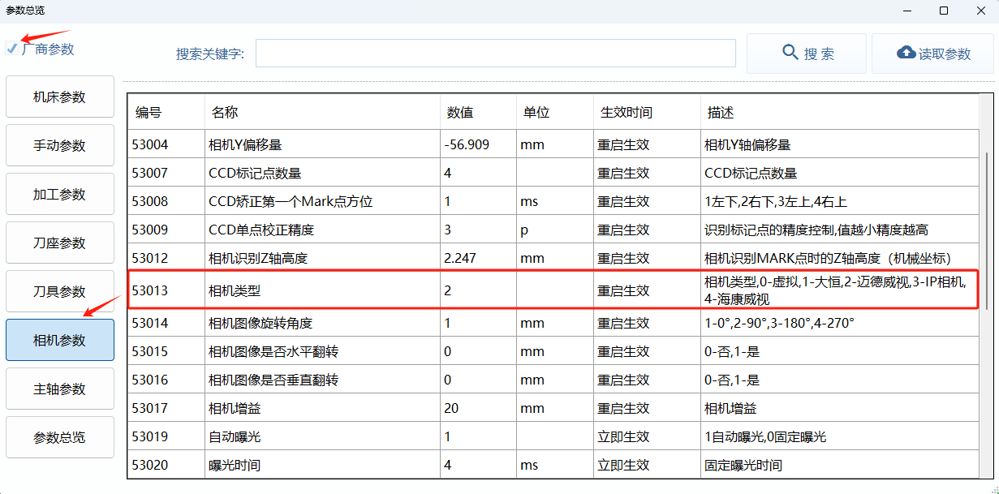 参数总览
广商参数
搜索关键字:
搜 索
读取参数
机床参数
手动参数
加工参数
刀座参数
刀具参数
相机参数
主轴参数
参数总览
编号 名称 数值 单位 生效时间 描述
53004 相机Y偏移量 -56.909 mm 重启生效 相机Y轴偏移量
53007 CCD标记点数量 4 重启生效 CCD标记点数量
53008 CCD矫正第一个Mark点方位 1 ms 重启生效 1左下,2右下,3左上,4右上
53009 CCD单点校正精度 3 p 重启生效 识别标记点的精度控制,值越小精度越高
53012 相机识别Z轴高度 2.247 mm 重启生效 相机识别MARK点时的Z轴高度（机械坐标）
53013 相机类型 2 重启生效 相机类型,0-虚拟,1-大恒,2-迈德威视,3-IP相机,
4-海康威视
53014 相机图像旋转角度 1 mm 重启生效 1-0°,2-90°,3-180°,4-270°
53015 相机图像是否水平翻转 0 mm 重启生效 0-否,1-是
53016 相机图像是否垂直翻转 0 mm 重启生效 0-否,1-是
53017 相机增益 20 mm 重启生效 相机增益
53019 自动曝光 1 立即生效 1自动曝光,0固定曝光
53020 曝光时间 4 ms 立即生效 固定曝光时间